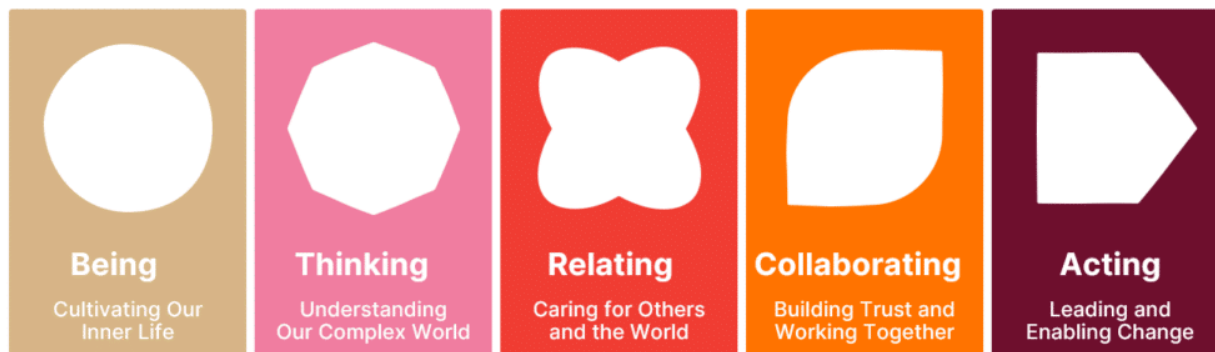 Being
Cultivating Our
Inner Life
Thinking
Understanding
Our Complex World
Relating
Caring for Others
and the World
Collaborating
Building Trust and
Working Together
Acting
Leading and
Enabling Change